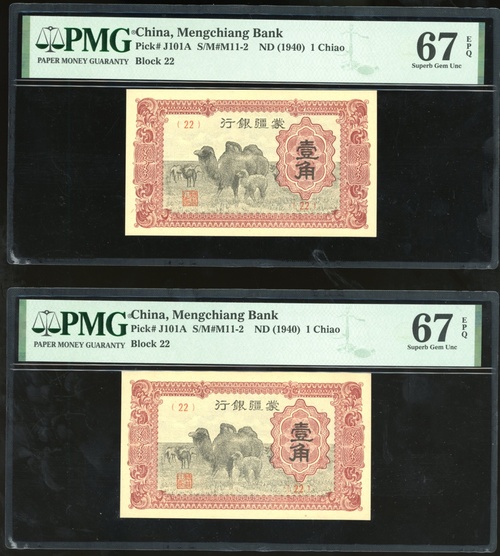 PMG
PAPER MONEY GUARANTY
China, Mengchiang Bank
Pick# J101A S/M#M11-2 ND (1940) 1 Chiao
Block 22
67 EPQ
Superb Gem Unc
(22)
行銀疆蒙
壹角
22
PMG
PAPER MONEY GUARANTY
China, Mengchiang Bank
Pick# J101A S/M#M11-2 ND (1940) 1 Chiao
Block 22
67 EPQ
Superb Gem Unc
(22)
行銀疆蒙
壹角
22